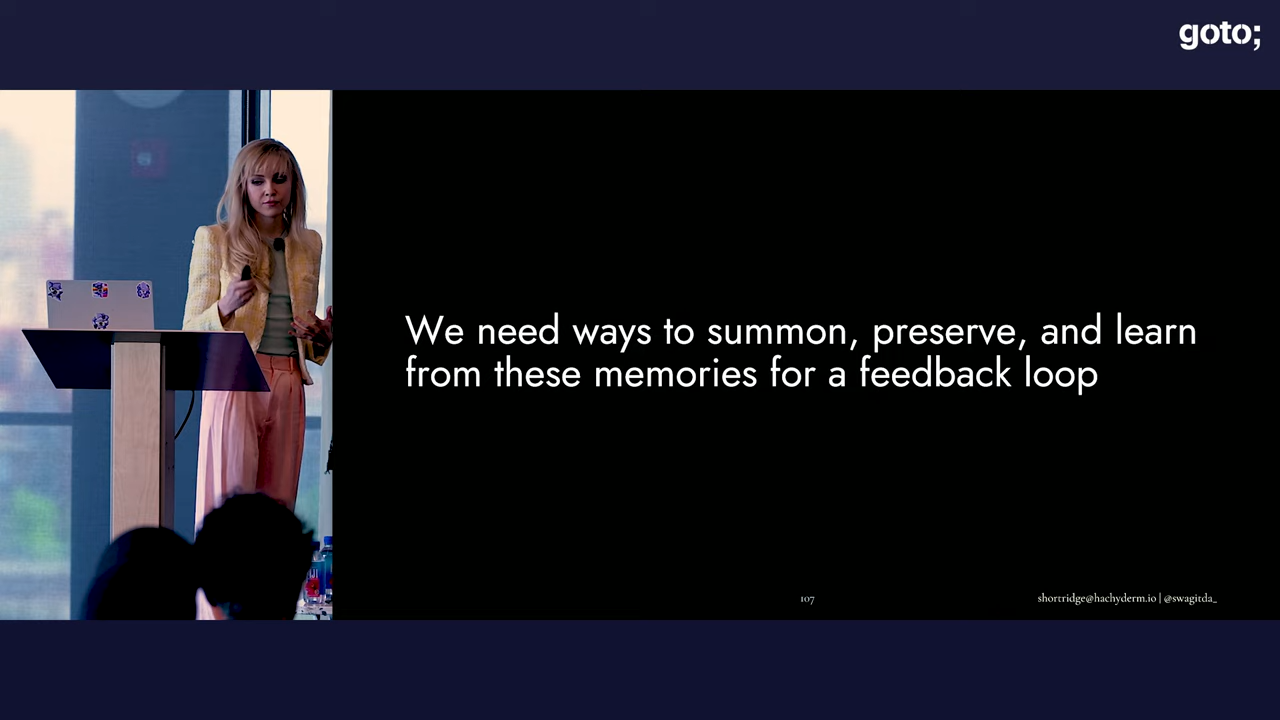 goto;
We need ways to summon, preserve, and learn
from these memories for a feedback loop
107
shortridge@hachyderm.io | @swagitda_